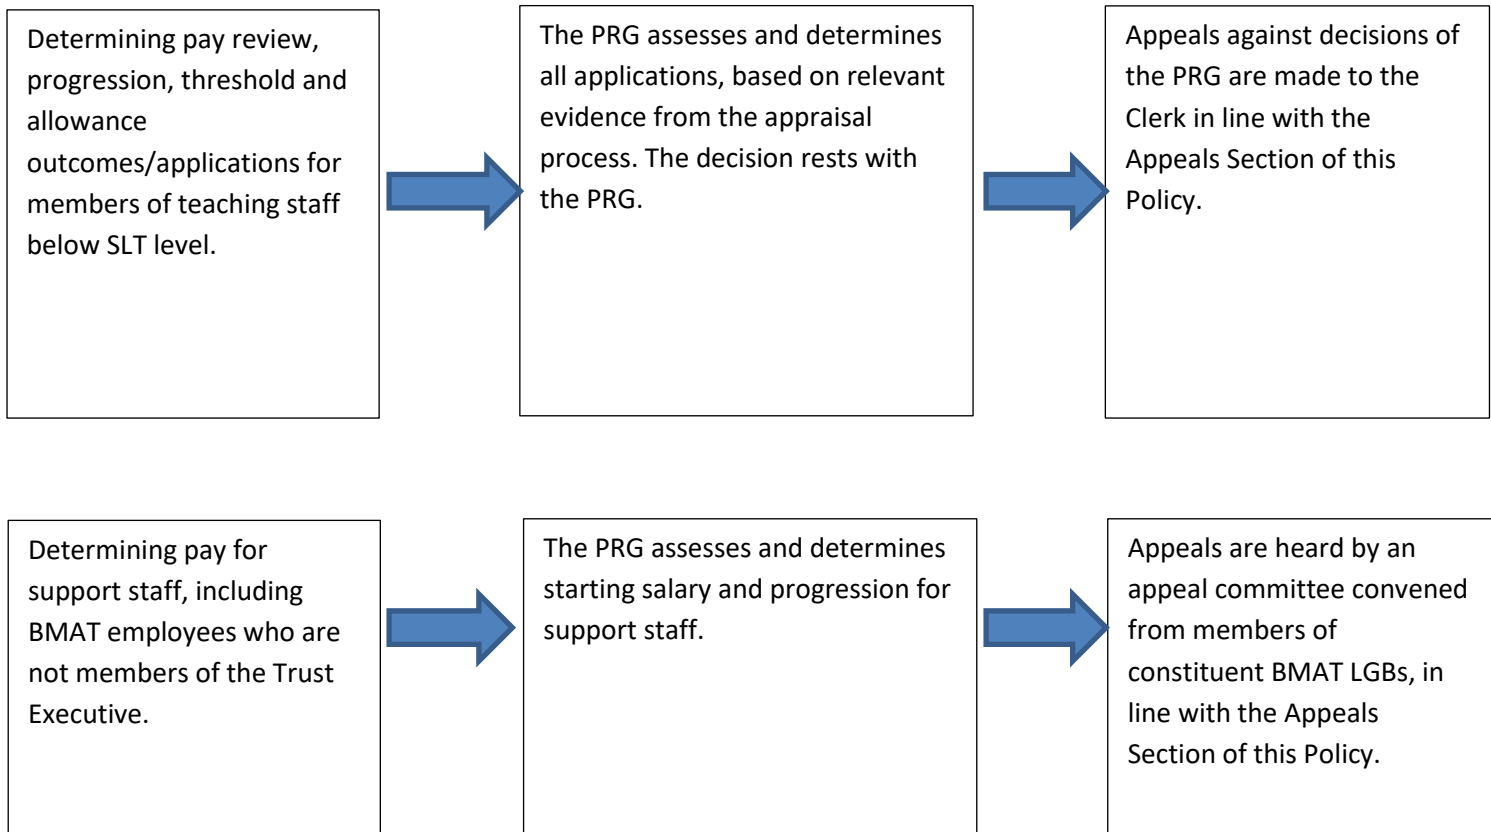 Determining pay review,
progression, threshold and
allowance
outcomes/applications for
members of teaching staff
below SLT level.
The PRG assesses and determines
all applications, based on relevant
evidence from the appraisal
process. The decision rests with
the PRG.
Appeals against decisions of
the PRG are made to the
Clerk in line with the
Appeals Section of this
Policy.
Determining pay for
support staff, including
BMAT employees who are
not members of the Trust
Executive.
The PRG assesses and determines
starting salary and progression for
support staff.
Appeals are heard by an
appeal committee convened
from members of
constituent BMAT LGBs, in
line with the Appeals
Section of this Policy.